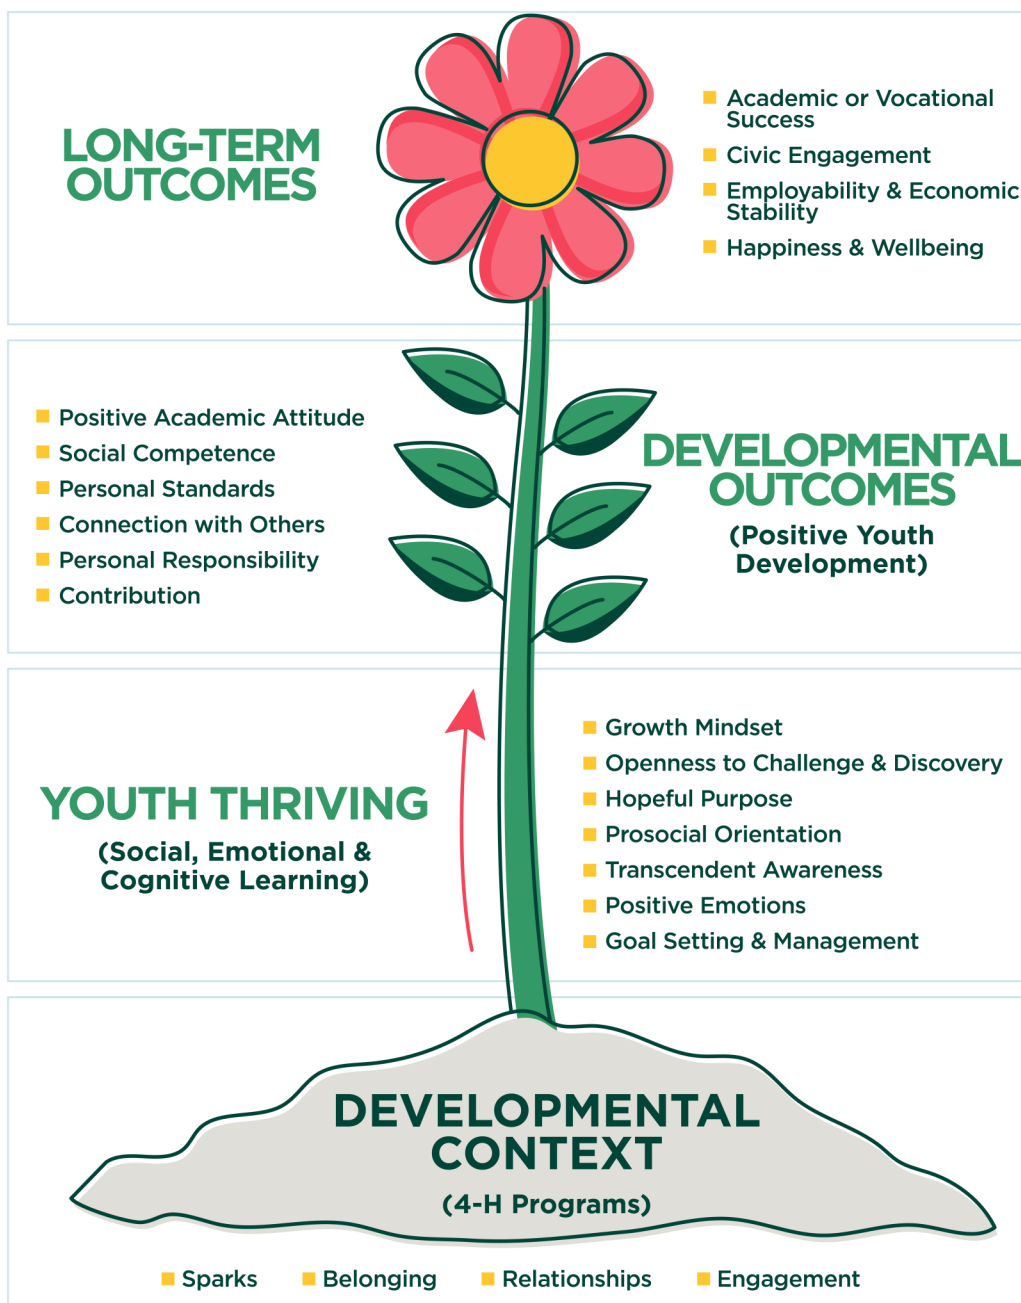 LONG-TERM
OUTCOMES
Academic or Vocational
Success
Civic Engagement
Employability & Economic
Stability
Happiness & Wellbeing
Positive Academic Attitude
Social Competence
Personal Standards
Connection with Others
Personal Responsibility
Contribution
DEVELOPMENTAL
OUTCOMES
(Positive Youth
Development)
YOUTH THRIVING
(Social, Emotional &
Cognitive Learning)
Growth Mindset
Openness to Challenge & Discovery
Hopeful Purpose
Prosocial Orientation
Transcendent Awareness
Positive Emotions
Goal Setting & Management
DEVELOPMENTAL
CONTEXT
(4-H Programs)
Sparks Belonging Relationships Engagement